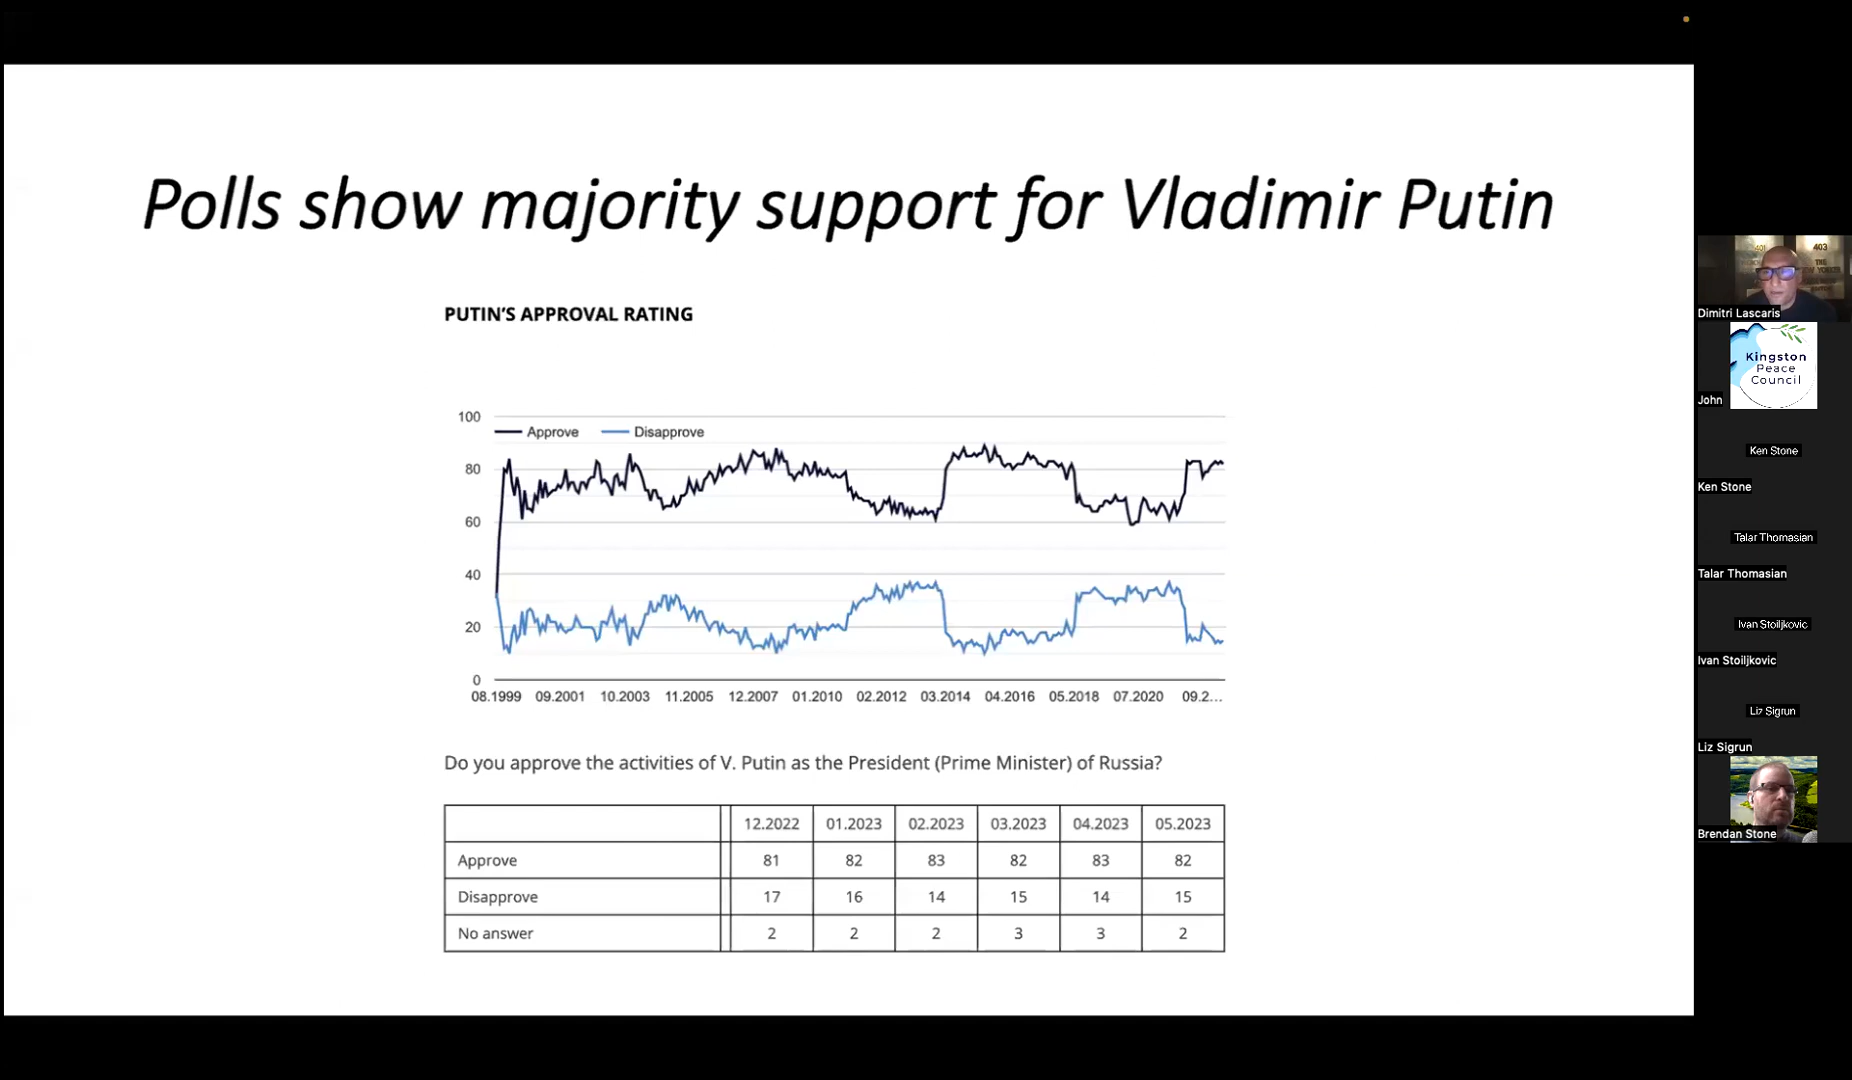 Polls show majority support for Vladimir Putin
PUTIN'S APPROVAL RATING
100
Approve Disapprove
80
60
40
20
0
08.1999 09.2001 10.2003 11.2005 12.2007 01.2010 02.2012 03.2014 04.2016 05.2018 07.2020 09.2...
Do you approve the activities of V. Putin as the President (Prime Minister) of Russia?
12.2022 01.2023 02.2023 03.2023 04.2023 05.2023
Approve 81 82 83 82 83 82
Disapprove 17 16 14 15 14 15
No answer 2 2 2 3 3 2
403
THE
Dimitri Lascaris
Kingston
Peace
Council
John
Ken Stone
Ken Stone
Talar Thomasian
Talar Thomasian
Ivan Stoiljkovic
Ivan Stoiljkovic
Liz Sigrun
Liz Sigrun
Brendan Stone